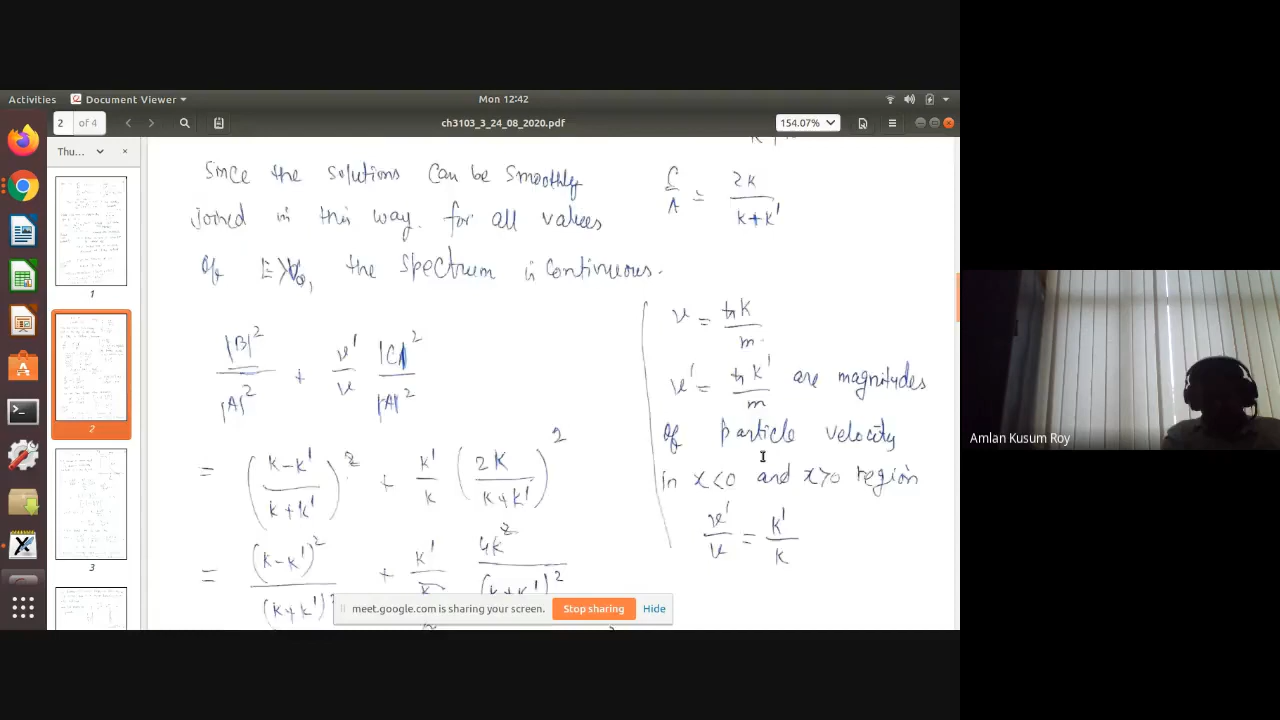 Activities Document Viewer Mon 12:42
2 of 4 ch3103_3_24_08_2020.pdf 154.07%
Thu...
1
2
3
Since the solutions can be smoothly
joined in this way for all values
of E>V₀, the spectrum is continuous.
C/A = 2k/(k+k')
|B|²/|A|² + v'/v |C|²/|A|²
= ((k-k')/(k+k'))² + k'/k (2k/(k+k'))²
= (k-k')²/(k+k')² + k'/k 4k²/(k+k')²
v = ħk/m
v' = ħk'/m are magnitudes
of particle velocity
in x<0 and x>0 region
v'/v = k'/k
meet.google.com is sharing your screen. Stop sharing Hide
Amlan Kusum Roy